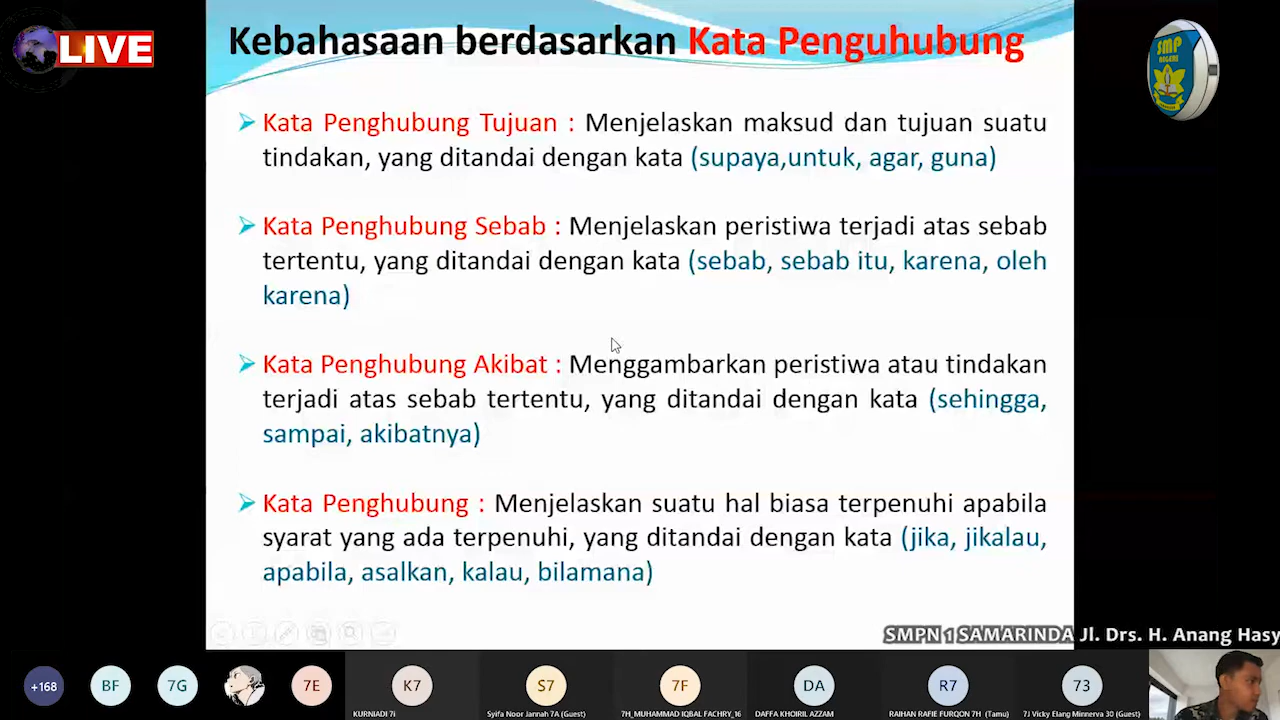 LIVE
Kebahasaan berdasarkan Kata Penguhubung
SMP
NEGERI
Kata Penghubung Tujuan : Menjelaskan maksud dan tujuan suatu
tindakan, yang ditandai dengan kata (supaya,untuk, agar, guna)
Kata Penghubung Sebab : Menjelaskan peristiwa terjadi atas sebab
tertentu, yang ditandai dengan kata (sebab, sebab itu, karena, oleh
karena)
Kata Penghubung Akibat : Menggambarkan peristiwa atau tindakan
terjadi atas sebab tertentu, yang ditandai dengan kata (sehingga,
sampai, akibatnya)
Kata Penghubung : Menjelaskan suatu hal biasa terpenuhi apabila
syarat yang ada terpenuhi, yang ditandai dengan kata (jika, jikalau,
apabila, asalkan, kalau, bilamana)
SMPN 1 SAMARINDA Jl. Drs. H. Anang Hasy
+168
BF
7G
7E
K7
S7
7F
DA
R7
73
KURNIADI 7i
Syifa Noor Jannah 7A (Guest)
7H_MUHAMMAD IQBAL FACHRY_16
DAFFA KHOIRIL AZZAM
RAIHAN RAFIE FURQON 7H (Tamu)
7J Vicky Elang Minnerva 30 (Guest)